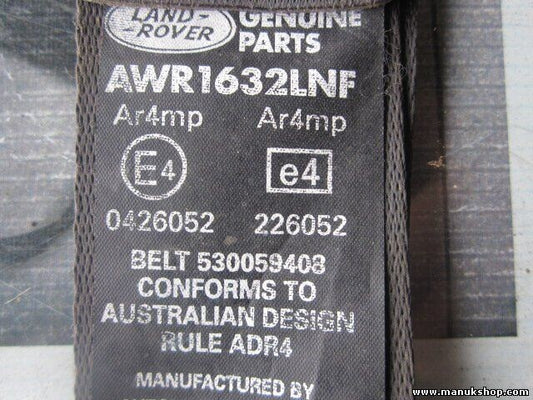 LAND-
ROVER
GENUINE
PARTS
AWR1632LNF
Ar4mp Ar4mp
E4 e4
0426052 226052
BELT 530059408
CONFORMS TO
AUSTRALIAN DESIGN
RULE ADR4
MANUFACTURED BY
www.manukshop.com